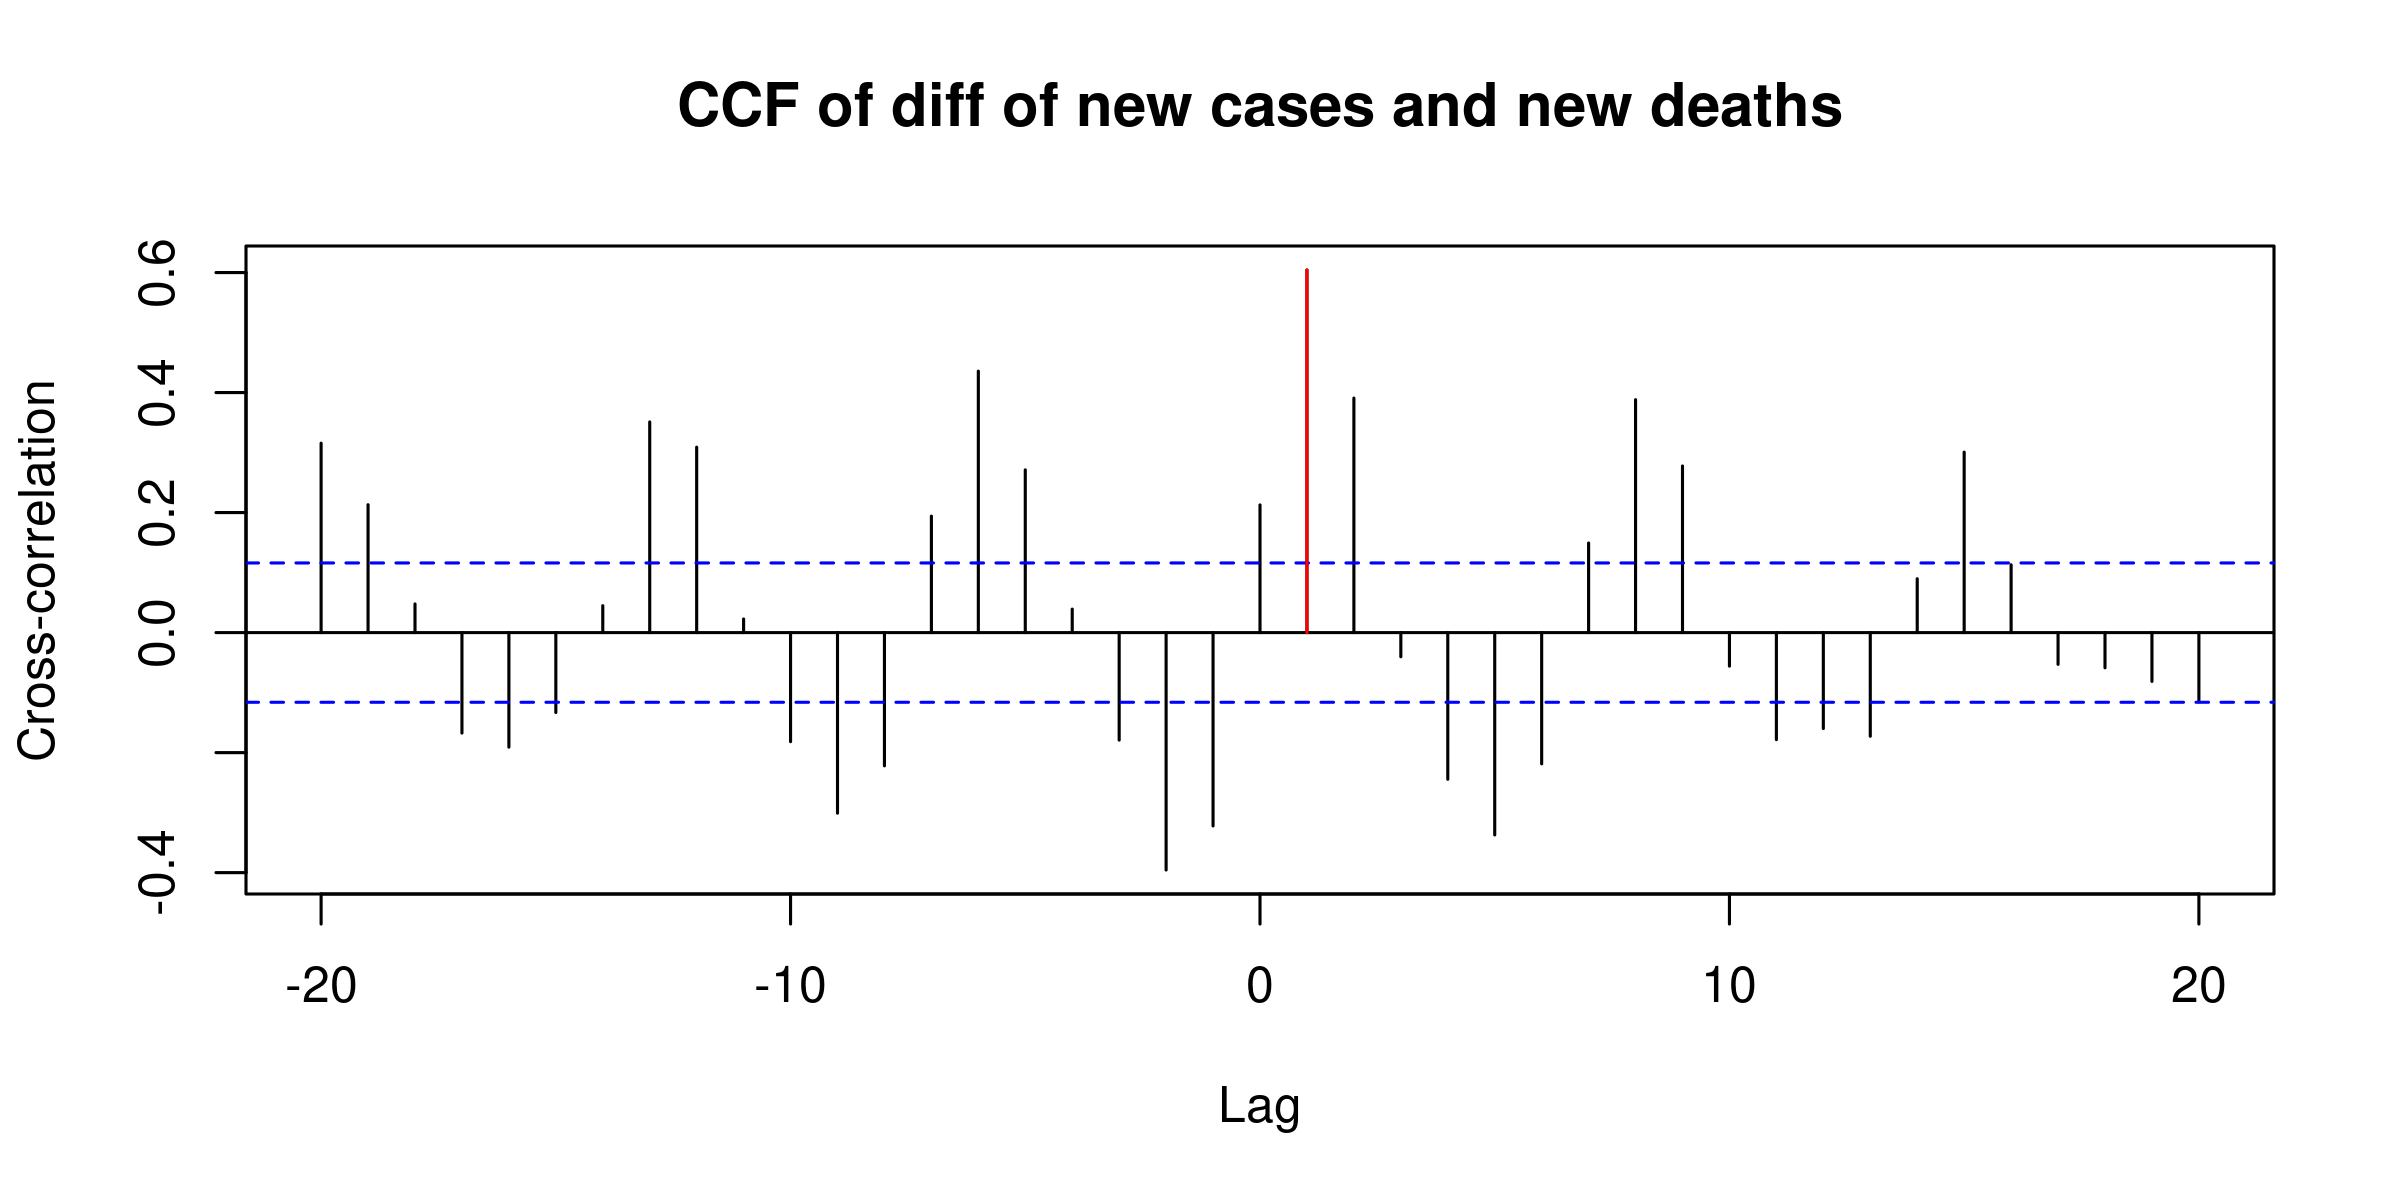 CCF of diff of new cases and new deaths
Cross-correlation
0.6
0.4
0.2
0.0
-0.4
-20 -10 0 10 20
Lag